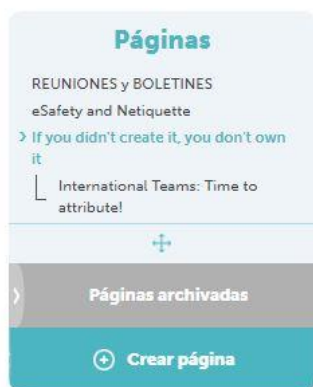 Páginas
REUNIONES y BOLETINES
eSafety and Netiquette
If you didn't create it, you don't own
it
International Teams: Time to
attribute!
Páginas archivadas
Crear página